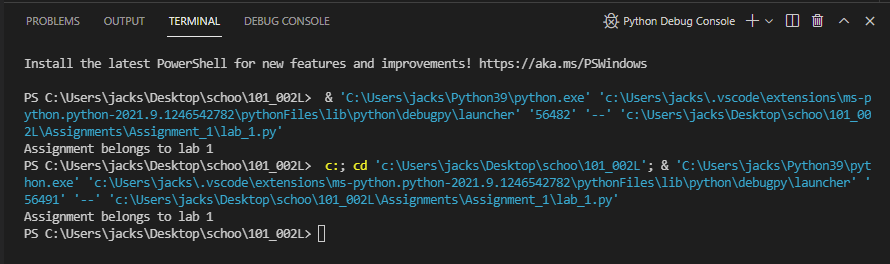 PROBLEMS OUTPUT TERMINAL DEBUG CONSOLE Python Debug Console
Install the latest PowerShell for new features and improvements! https://aka.ms/PSWindows
PS C:\Users\jacks\Desktop\schoo\101_002L>  & 'C:\Users\jacks\Python39\python.exe' 'c:\Users\jacks\.vscode\extensions\ms-p
ython.python-2021.9.1246542782\pythonFiles\lib\python\debugpy\launcher' '56482' '--' 'c:\Users\jacks\Desktop\schoo\101_00
2L\Assignments\Assignment_1\lab_1.py'
Assignment belongs to lab 1
PS C:\Users\jacks\Desktop\schoo\101_002L>  c:; cd 'c:\Users\jacks\Desktop\schoo\101_002L'; & 'C:\Users\jacks\Python39\pyt
hon.exe' 'c:\Users\jacks\.vscode\extensions\ms-python.python-2021.9.1246542782\pythonFiles\lib\python\debugpy\launcher' '
56491' '--' 'c:\Users\jacks\Desktop\schoo\101_002L\Assignments\Assignment_1\lab_1.py'
Assignment belongs to lab 1
PS C:\Users\jacks\Desktop\schoo\101_002L>